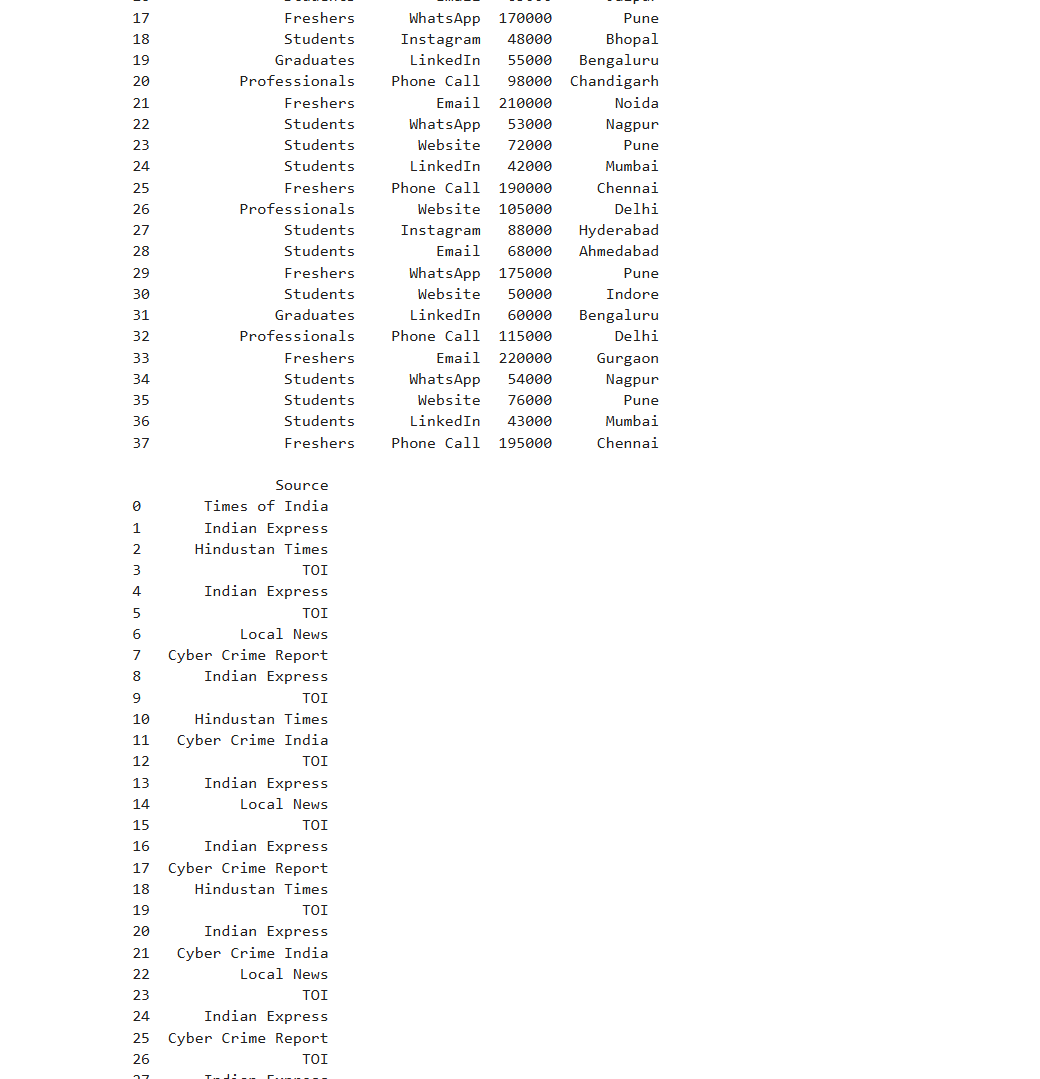 17 Freshers WhatsApp 170000 Pune
18 Students Instagram 48000 Bhopal
19 Graduates LinkedIn 55000 Bengaluru
20 Professionals Phone Call 98000 Chandigarh
21 Freshers Email 210000 Noida
22 Students WhatsApp 53000 Nagpur
23 Students Website 72000 Pune
24 Students LinkedIn 42000 Mumbai
25 Freshers Phone Call 190000 Chennai
26 Professionals Website 105000 Delhi
27 Students Instagram 88000 Hyderabad
28 Students Email 68000 Ahmedabad
29 Freshers WhatsApp 175000 Pune
30 Students Website 50000 Indore
31 Graduates LinkedIn 60000 Bengaluru
32 Professionals Phone Call 115000 Delhi
33 Freshers Email 220000 Gurgaon
34 Students WhatsApp 54000 Nagpur
35 Students Website 76000 Pune
36 Students LinkedIn 43000 Mumbai
37 Freshers Phone Call 195000 Chennai
Source
0 Times of India
1 Indian Express
2 Hindustan Times
3 TOI
4 Indian Express
5 TOI
6 Local News
7 Cyber Crime Report
8 Indian Express
9 TOI
10 Hindustan Times
11 Cyber Crime India
12 TOI
13 Indian Express
14 Local News
15 TOI
16 Indian Express
17 Cyber Crime Report
18 Hindustan Times
19 TOI
20 Indian Express
21 Cyber Crime India
22 Local News
23 TOI
24 Indian Express
25 Cyber Crime Report
26 TOI